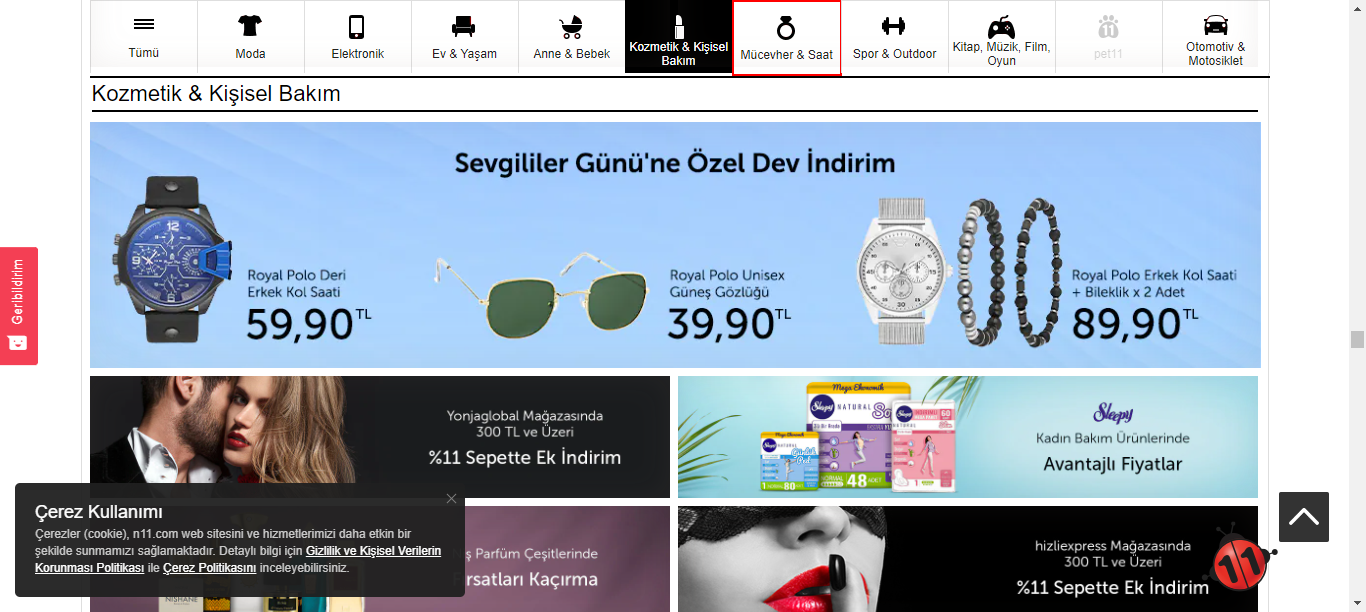 Tümü
Moda
Elektronik
Ev & Yaşam
Anne & Bebek
Kozmetik & Kişisel
Bakım
Mücevher & Saat
Spor & Outdoor
Kitap, Müzik, Film,
Oyun
pet11
Otomotiv &
Motosiklet
Kozmetik & Kişisel Bakım
Sevgililer Günü'ne Özel Dev İndirim
Royal Polo Deri
Erkek Kol Saati
59,90 TL
Royal Polo Unisex
Güneş Gözlüğü
39,90 TL
Royal Polo Erkek Kol Saati
+ Bileklik x 2 Adet
89,90 TL
Geribildirim
Yonjaglobal Mağazasında
300 TL ve Üzeri
%11 Sepette Ek İndirim
Mega Ekonomik
Sleepy
NATURAL
48
80
60
Sleepy
Kadın Bakım Ürünlerinde
Avantajlı Fiyatlar
Çerez Kullanımı
Çerezler (cookie), n11.com web sitesini ve hizmetlerimizi daha etkin bir
şekilde sunmamızı sağlamaktadır. Detaylı bilgi için Gizlilik ve Kişisel Verilerin
Korunması Politikası ile Çerez Politikasını inceleyebilirsiniz.
ş Parfüm Çeşitlerinde
ırsatları Kaçırma
NISHANE
hizliexpress Mağazasında
300 TL ve Üzeri
%11 Sepette Ek İndirim
11